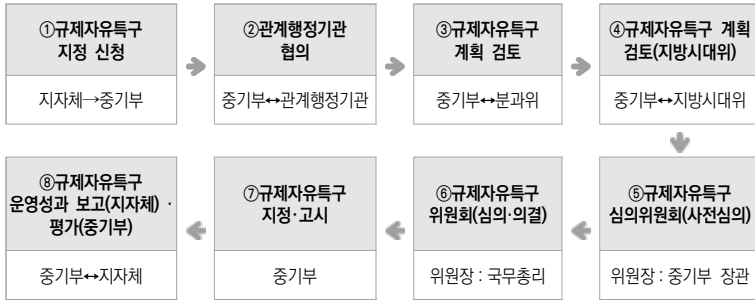 ①규제자유특구
지정 신청
지자체→중기부
②관계행정기관
협의
중기부↔관계행정기관
③규제자유특구
계획 검토
중기부↔분과위
④규제자유특구 계획
검토(지방시대위)
중기부↔지방시대위
⑤규제자유특구
심의위원회(사전심의)
위원장 : 중기부 장관
⑥규제자유특구
위원회(심의·의결)
위원장 : 국무총리
⑦규제자유특구
지정·고시
중기부
⑧규제자유특구
운영성과 보고(지자체) ·
평가(중기부)
중기부↔지자체